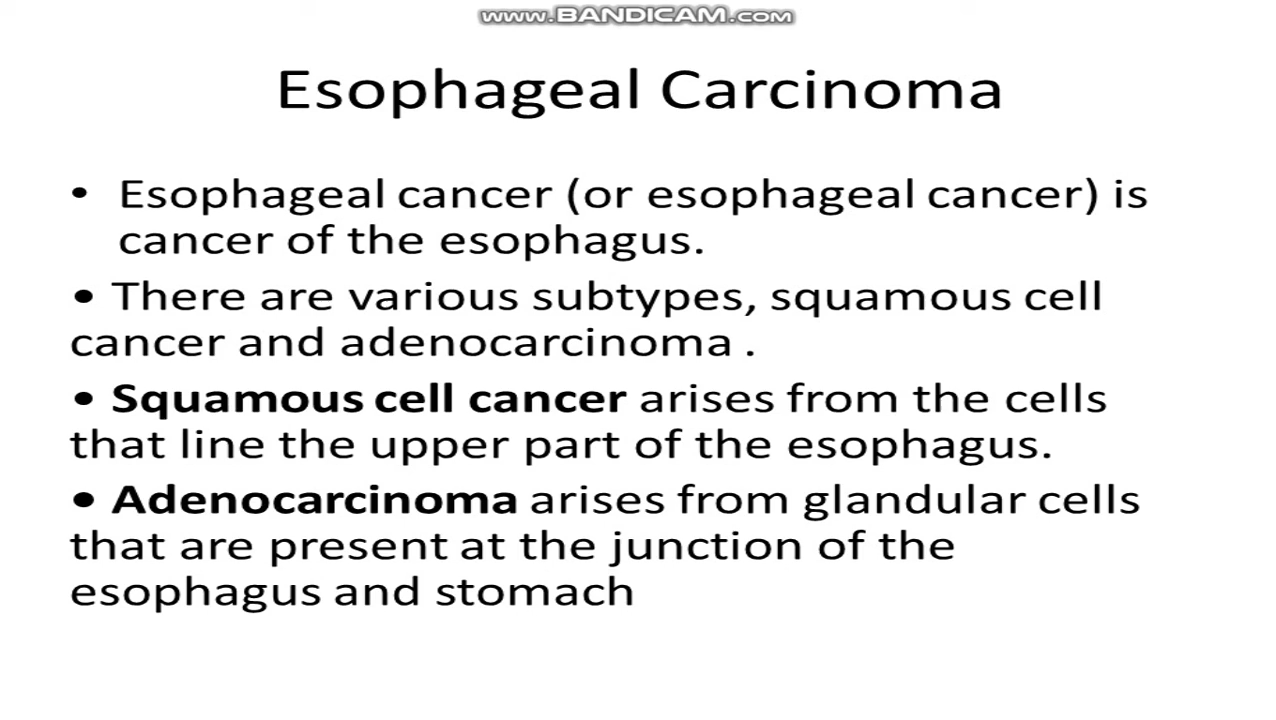 www.BANDICAM.com
Esophageal Carcinoma
• Esophageal cancer (or esophageal cancer) is
cancer of the esophagus.
• There are various subtypes, squamous cell
cancer and adenocarcinoma .
• Squamous cell cancer arises from the cells
that line the upper part of the esophagus.
• Adenocarcinoma arises from glandular cells
that are present at the junction of the
esophagus and stomach